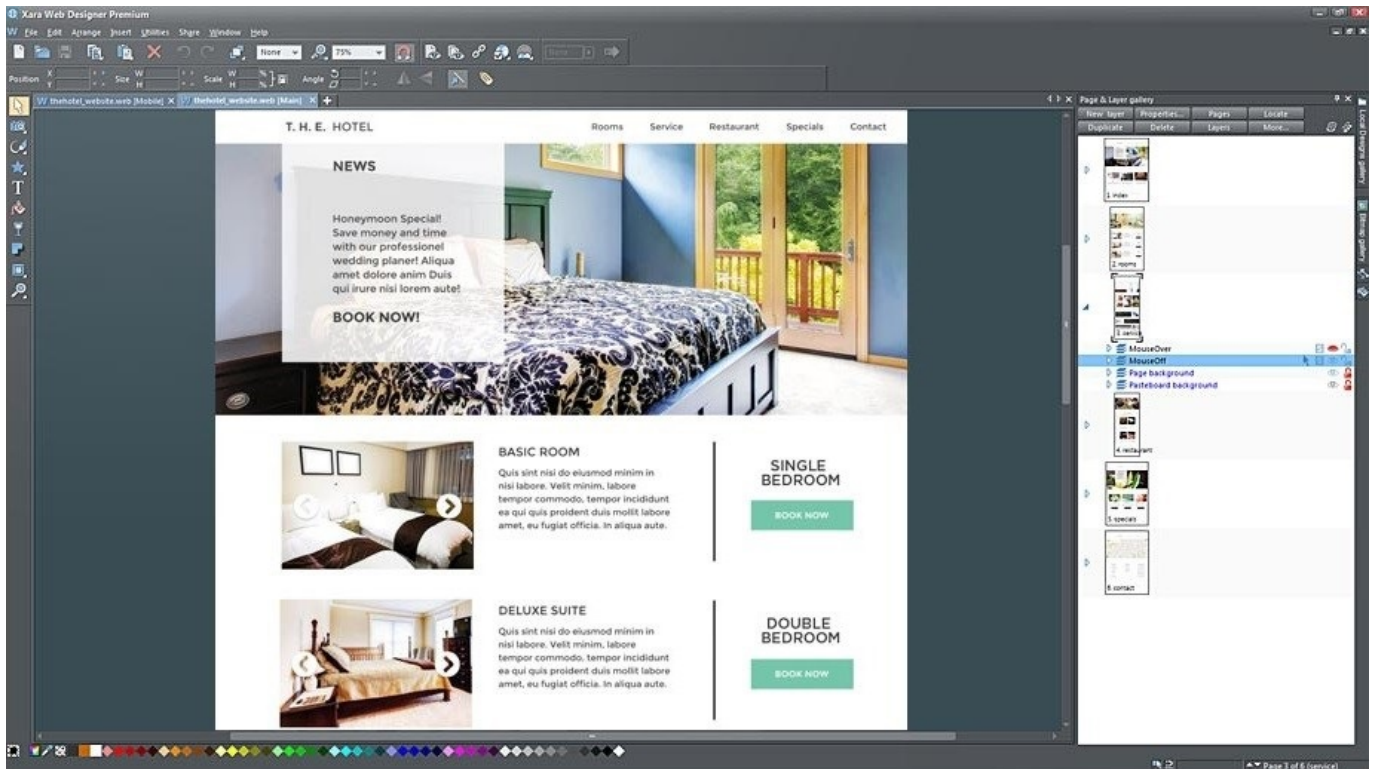 Xara Web Designer Premium
File Edit Arrange Insert Utilities Share Window Help
None 75%
Position X Y Size W H Scale W H % % Angle
thehotel_website.web [Mobile] thehotel_website.web [Main]
T. H. E. HOTEL Rooms Service Restaurant Specials Contact
NEWS
Honeymoon Special!
Save money and time
with our professionel
wedding planer! Aliqua
amet dolore anim Duis
qui irure nisi lorem aute!
BOOK NOW!
BASIC ROOM
Quis sint nisi do eiusmod minim in
nisi labore. Velit minim, labore
tempor commodo, tempor incididunt
ea qui quis proident duis mollit labore
amet, eu fugiat officia. In aliqua aute.
SINGLE
BEDROOM
BOOK NOW
DELUXE SUITE
Quis sint nisi do eiusmod minim in
nisi labore. Velit minim, labore
tempor commodo, tempor incididunt
ea qui quis proident duis mollit labore
amet, eu fugiat officia. In aliqua aute.
DOUBLE
BEDROOM
BOOK NOW
Page & Layer gallery
New layer Properties... Pages Locate
Duplicate Delete Layers More...
1 index
2 rooms
3 service
MouseOver
MouseOff
Page background
Pasteboard background
4 restaurant
5 specials
6 contact
Local Designs gallery
Bitmap gallery
Page 3 of 6 (service)